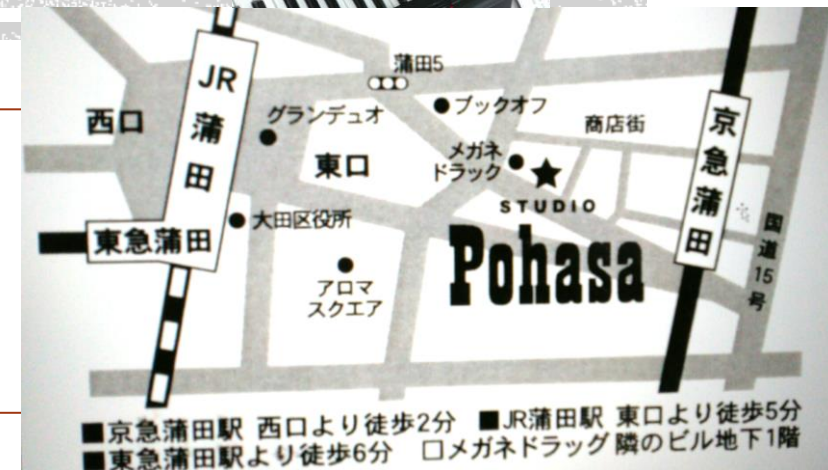 蒲田5
JR蒲田
グランデュオ
ブックオフ
西口
商店街
京急蒲田
東口
メガネ
ドラック
STUDIO
大田区役所
東急蒲田
国道15号
Pohasa
アロマ
スクエア
■京急蒲田駅 西口より徒歩2分 ■JR蒲田駅 東口より徒歩5分
■東急蒲田駅より徒歩6分 □メガネドラッグ 隣のビル地下1階